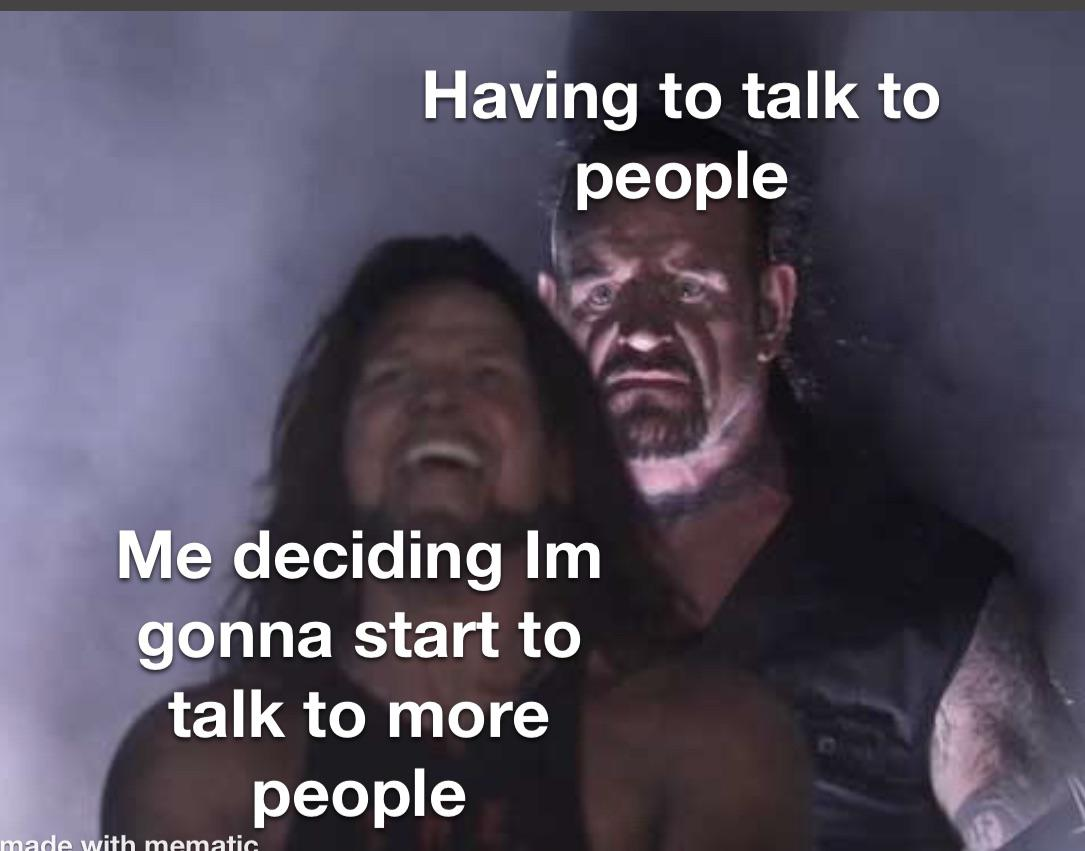 Having to talk to
people
Me deciding Im
gonna start to
talk to more
people
made with mematic